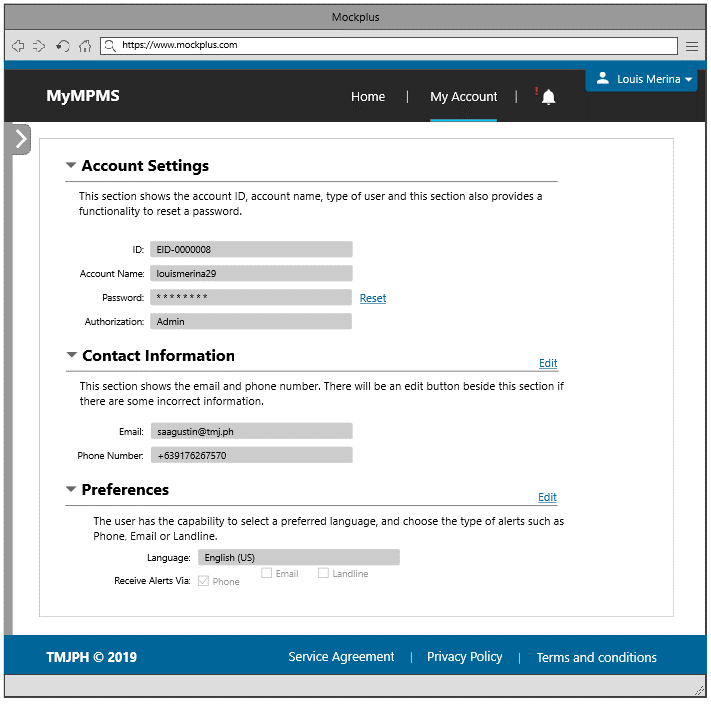 Mockplus
https://www.mockplus.com
Louis Merina
MyMPMS
Home | My Account | !
Account Settings
This section shows the account ID, account name, type of user and this section also provides a
functionality to reset a password.
ID: EID-0000008
Account Name: louismerina29
Password: * * * * * * * * Reset
Authorization: Admin
Contact Information
Edit
This section shows the email and phone number. There will be an edit button beside this section if
there are some incorrect information.
Email: saagustin@tmj.ph
Phone Number: +639176267570
Preferences
Edit
The user has the capability to select a preferred language, and choose the type of alerts such as
Phone, Email or Landline.
Language: English (US)
Receive Alerts Via: Phone Email Landline
TMJPH © 2019
Service Agreement | Privacy Policy | Terms and conditions